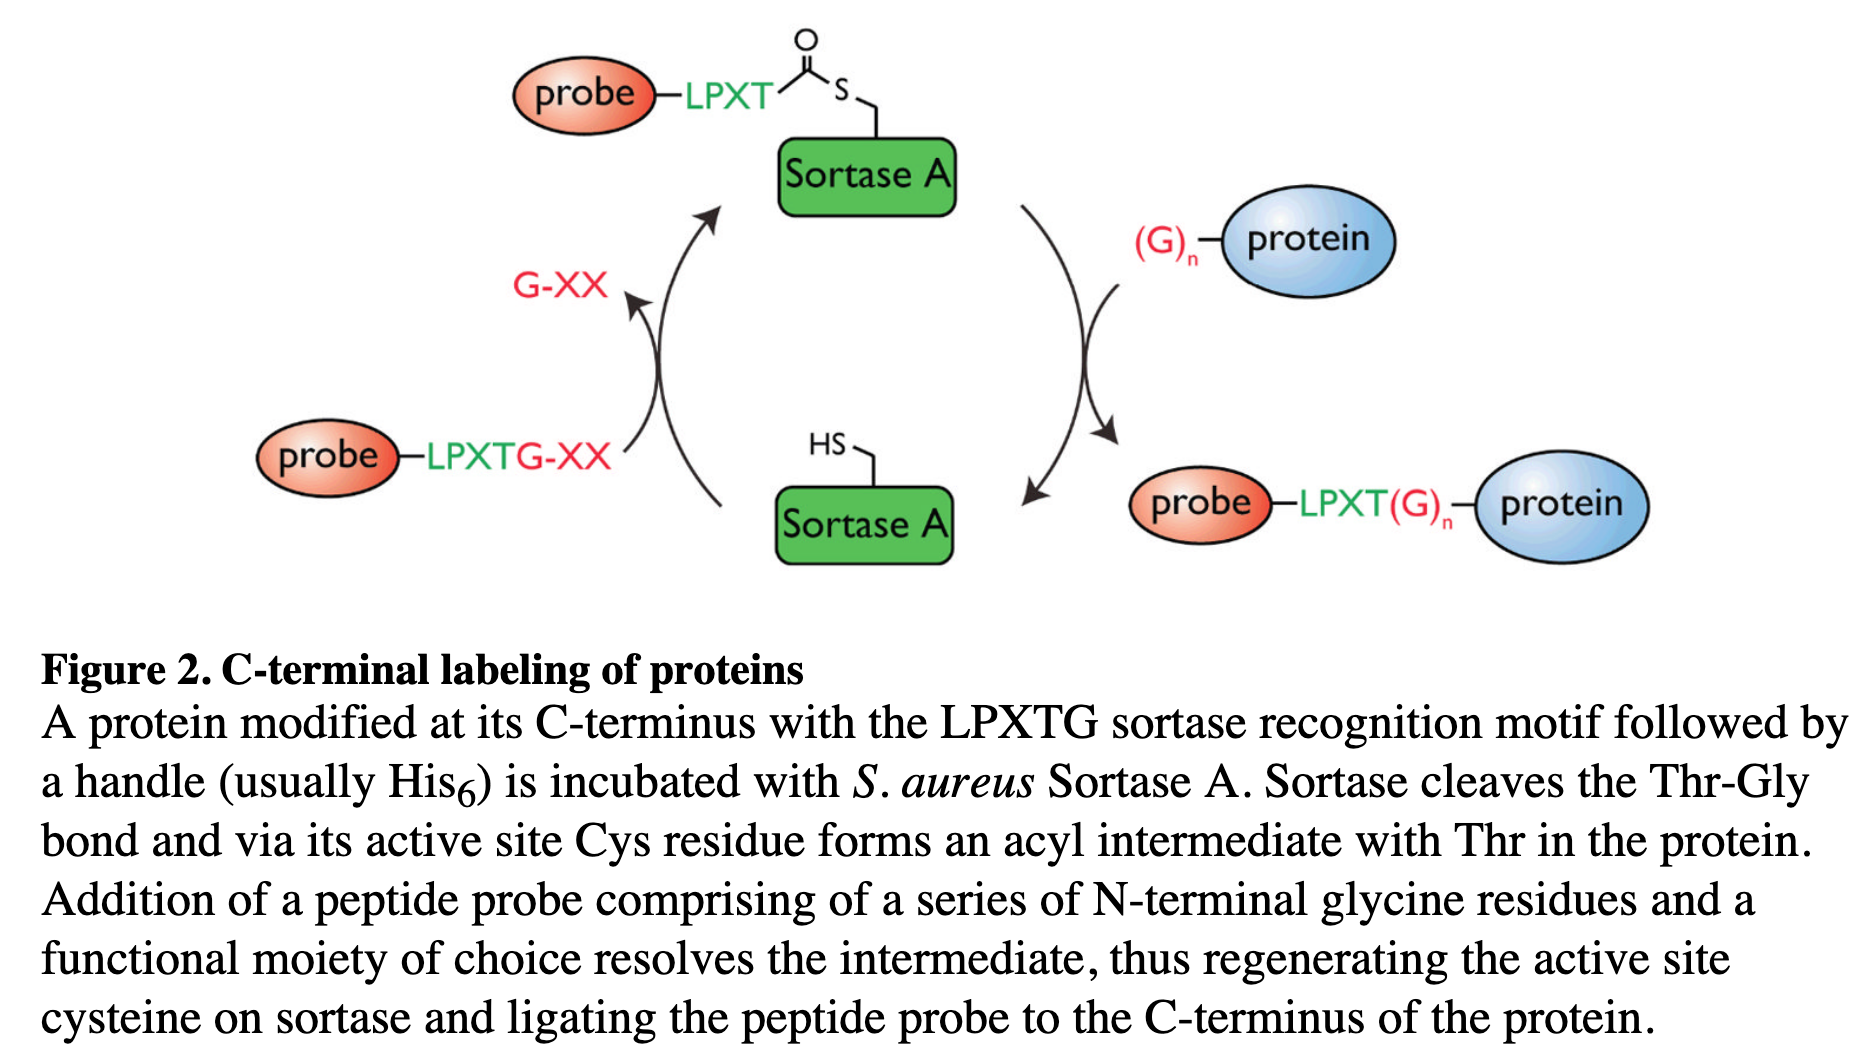 O
probe
LPXT
S
Sortase A
(G)n
protein
G-XX
HS
probe
LPXTG-XX
probe
LPXT(G)n
protein
Sortase A
Figure 2. C-terminal labeling of proteins
A protein modified at its C-terminus with the LPXTG sortase recognition motif followed by
a handle (usually His6) is incubated with S. aureus Sortase A. Sortase cleaves the Thr-Gly
bond and via its active site Cys residue forms an acyl intermediate with Thr in the protein.
Addition of a peptide probe comprising of a series of N-terminal glycine residues and a
functional moiety of choice resolves the intermediate, thus regenerating the active site
cysteine on sortase and ligating the peptide probe to the C-terminus of the protein.